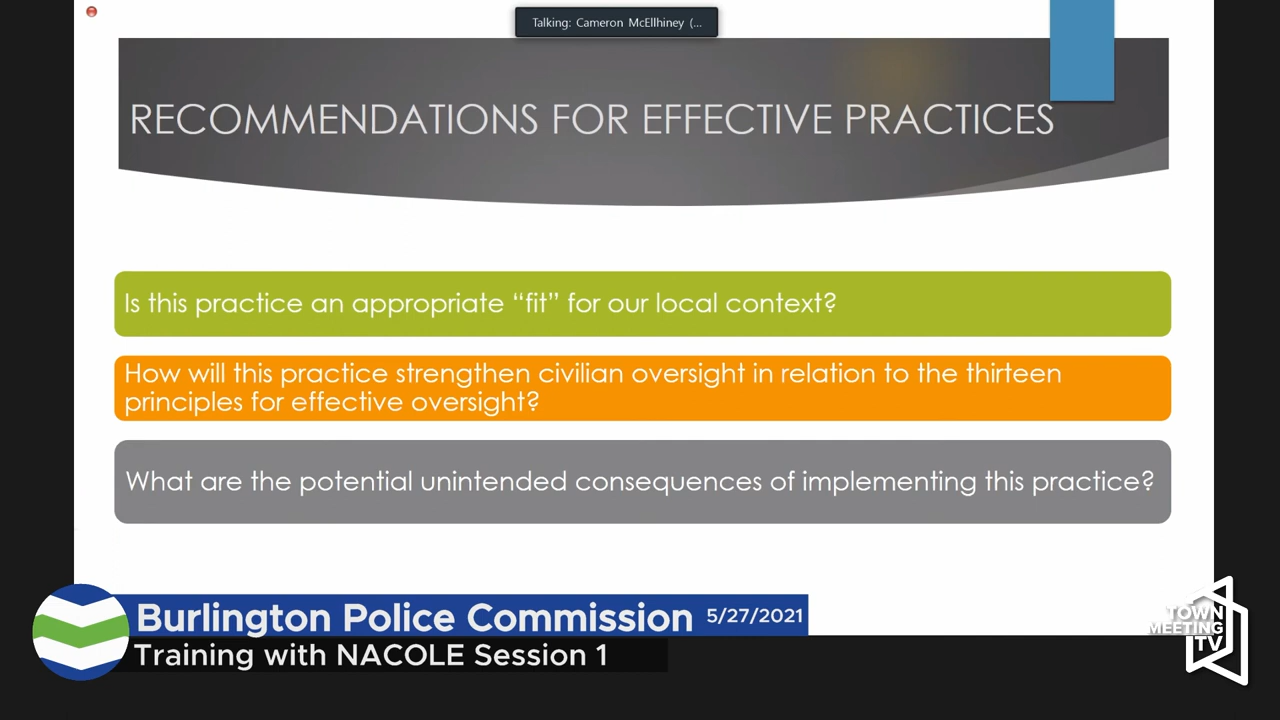 Talking: Cameron McEllhiney (...
RECOMMENDATIONS FOR EFFECTIVE PRACTICES
Is this practice an appropriate “fit” for our local context?
How will this practice strengthen civilian oversight in relation to the thirteen
principles for effective oversight?
What are the potential unintended consequences of implementing this practice?
Burlington Police Commission 5/27/2021
Training with NACOLE Session 1
TOWN
MEETING
TV